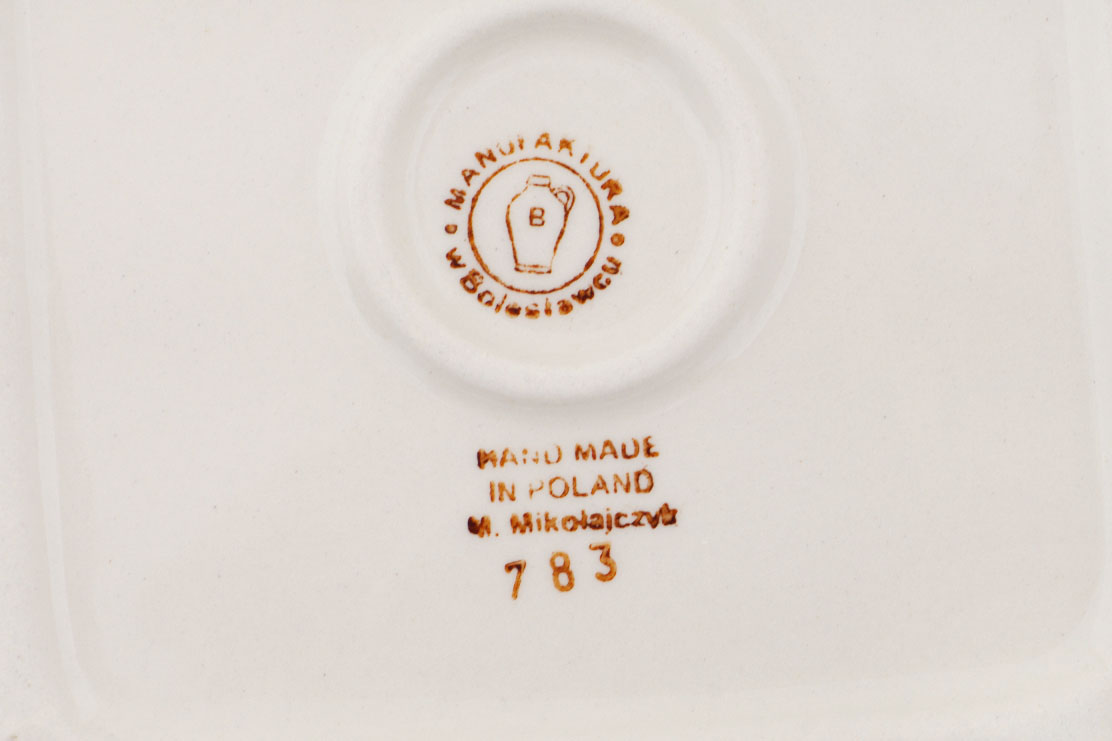 MANUFAKTURA
w Bolesławcu
B
HAND MADE
IN POLAND
M. Mikołajczyk
783